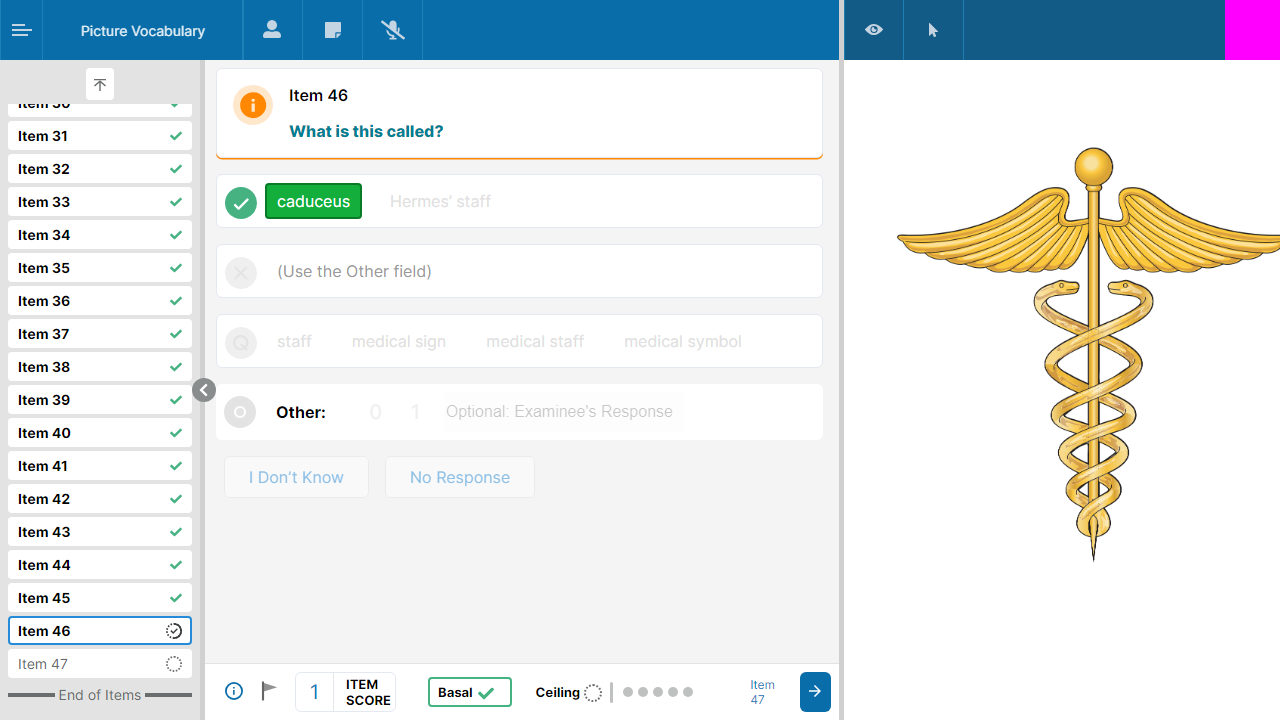 Picture Vocabulary
Item 30
Item 31
Item 32
Item 33
Item 34
Item 35
Item 36
Item 37
Item 38
Item 39
Item 40
Item 41
Item 42
Item 43
Item 44
Item 45
Item 46
Item 47
End of Items
Item 46
What is this called?
caduceus Hermes’ staff
(Use the Other field)
Q staff medical sign medical staff medical symbol
Other: 0 1 Optional: Examinee's Response
I Don’t Know No Response
1 ITEM SCORE Basal Ceiling Item 47